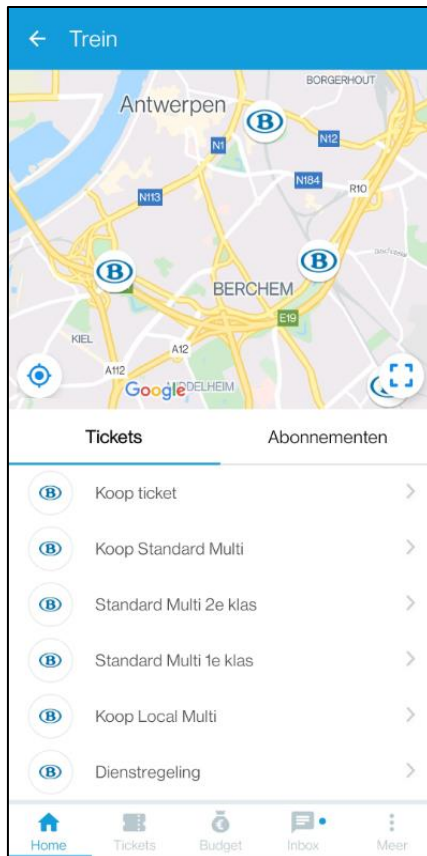 Trein
BORGERHOUT
Antwerpen
B
N12
N1
N184
R10
N113
B
B
BERCHEM
E19
KIEL
A12
A112
Google
DELHEIM
Tickets
Abonnementen
B
Koop ticket
B
Koop Standard Multi
B
Standard Multi 2e klas
B
Standard Multi 1e klas
B
Koop Local Multi
B
Dienstregeling
Home
Tickets
Budget
Inbox
Meer